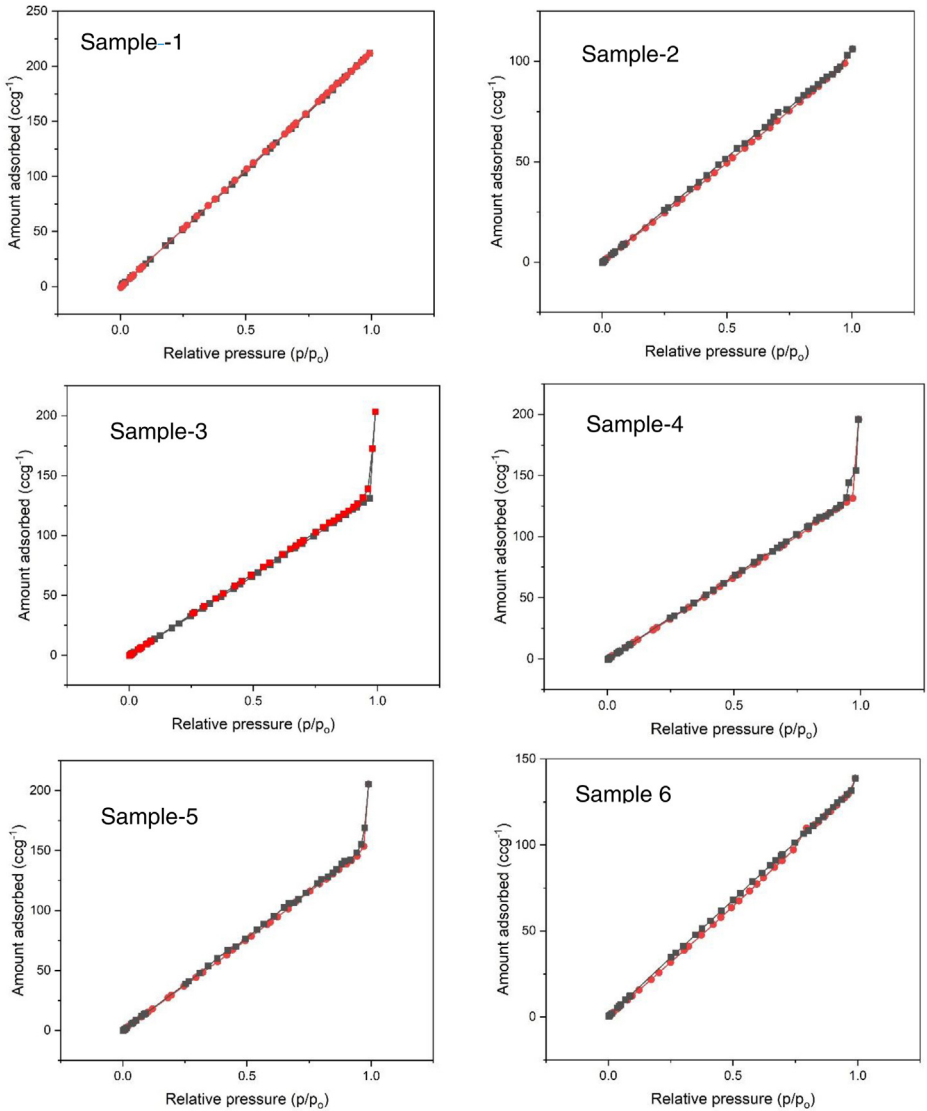 Sample--1
250
200
150
100
50
0
Amount adsorbed (ccg⁻¹)
0.0 0.5 1.0
Relative pressure (p/pₒ)
Sample-2
100
50
0
Amount adsorbed (ccg⁻¹)
0.0 0.5 1.0
Relative pressure (p/pₒ)
Sample-3
200
150
100
50
0
Amount adsorbed (ccg⁻¹)
0.0 0.5 1.0
Relative pressure (p/pₒ)
Sample-4
200
150
100
50
0
Amount adsorbed (ccg⁻¹)
0.0 0.5 1.0
Relative pressure (p/pₒ)
Sample-5
200
150
100
50
0
Amount adsorbed (ccg⁻¹)
0.0 0.5 1.0
Relative pressure (p/pₒ)
Sample 6
150
100
50
0
Amount adsorbed (ccg⁻¹)
0.0 0.5 1.0
Relative pressure (p/pₒ)